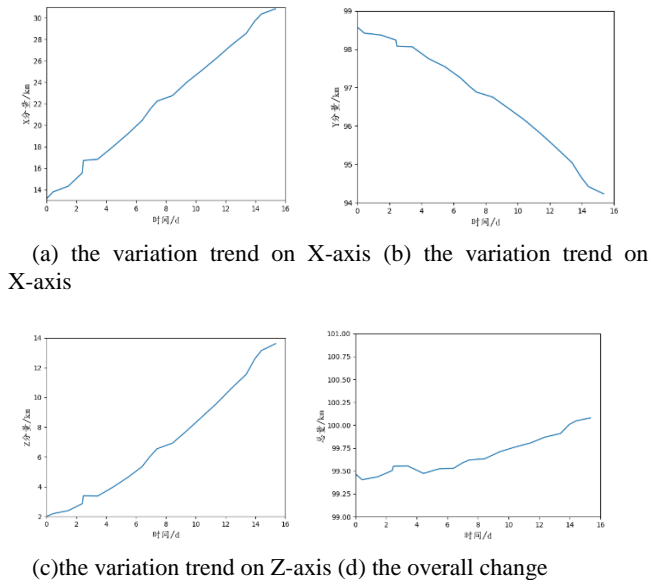 X分量/km
30
28
26
24
22
20
18
16
14
0 2 4 6 8 10 12 14 16
时间/d
Y分量/km
99
98
97
96
95
94
0 2 4 6 8 10 12 14 16
时间/d
(a) the variation trend on X-axis (b) the variation trend on
X-axis
Z分量/km
14
12
10
8
6
4
2
0 2 4 6 8 10 12 14 16
时间/d
总量/km
101.00
100.75
100.50
100.25
100.00
99.75
99.50
99.25
99.00
0 2 4 6 8 10 12 14 16
时间/d
(c)the variation trend on Z-axis (d) the overall change